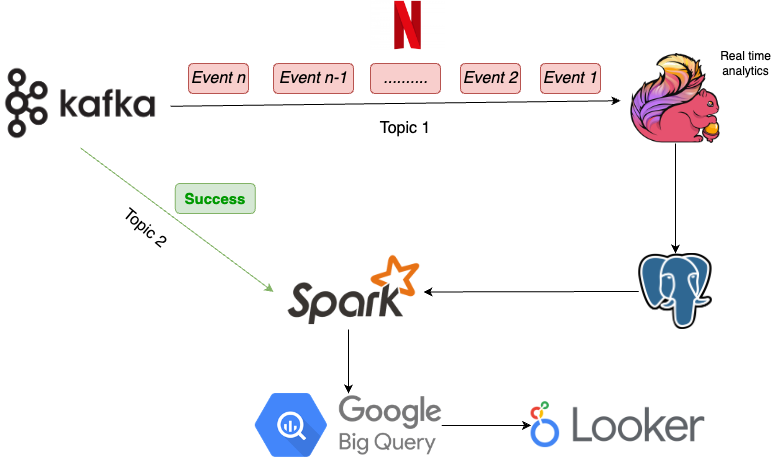 N
Event n
Event n-1
..........
Event 2
Event 1
Real time
analytics
kafka
Topic 1
Success
Topic 2
Spark
Google
Big Query
Looker